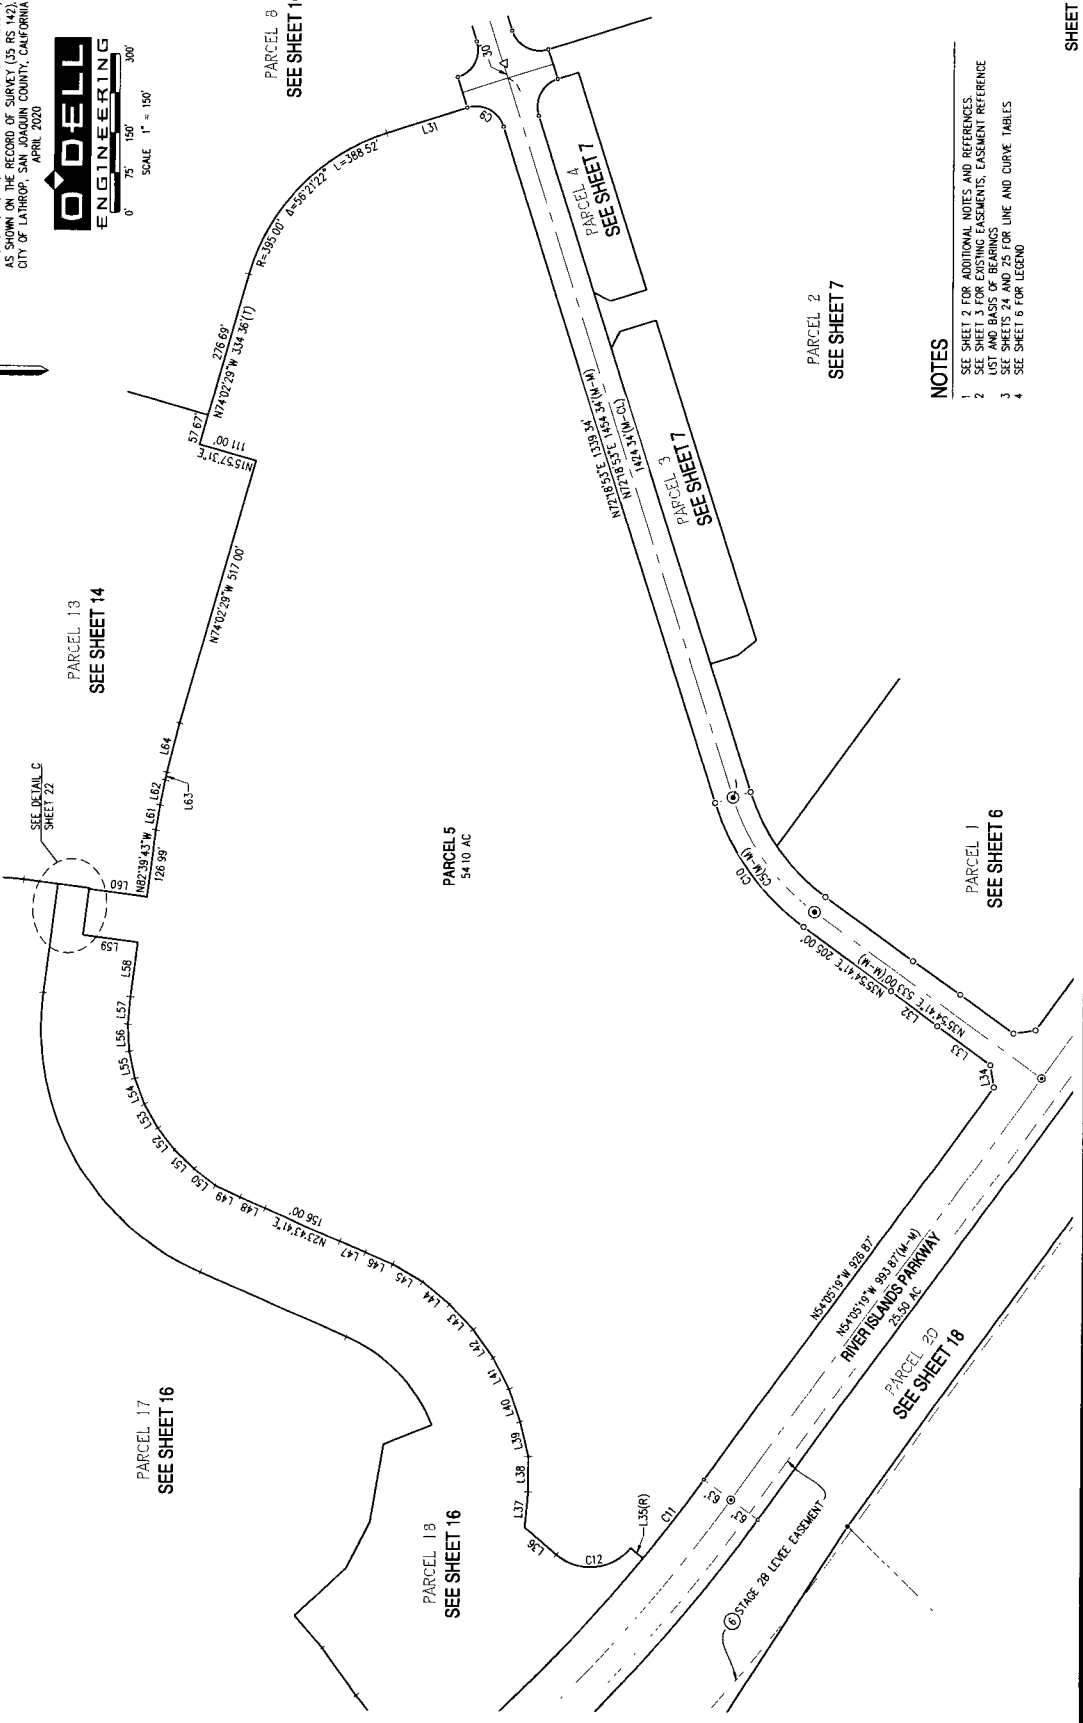 AS SHOWN ON THE RECORD OF SURVEY (35 RS 142),
CITY OF LATHROP, SAN JOAQUIN COUNTY, CALIFORNIA
APRIL 2020
O'DELL
ENGINEERING
0' 75' 150' 300'
SCALE 1" = 150'
PARCEL 8
SEE SHEET 1
PARCEL 13
SEE SHEET 14
SEE DETAIL C
SHEET 22
PARCEL 17
SEE SHEET 16
PARCEL 18
SEE SHEET 16
PARCEL 5
54 10 AC
PARCEL 4
SEE SHEET 7
PARCEL 3
SEE SHEET 7
PARCEL 2
SEE SHEET 7
PARCEL 1
SEE SHEET 6
PARCEL 20
SEE SHEET 18
30'
C9
L31
R=395 00' Δ=56°21'22" L=388 52'
276 69'
N74°02'29"W 334 36'(T)
57 67'
N15°57'31"E
111 00'
N74°02'29"W 517 00'
L64
L63
L62
L61
N82°39'43"W
126 99'
L60
L59
L58
L57
L56
L55
L54
L53
L52
L51
L50
L49
L48
N23°43'41"E
156 00'
L47
L46
L45
L44
L43
L42
L41
L40
L39
L38
L37
L36
C12
L35(R)
C11
63'
63'
N54°05'19"W 926 87'
N54°05'19"W 993 87'(M-M)
RIVER ISLANDS PARKWAY
25.50 AC
6 STAGE 2B LEVEE EASEMENT
L34
L33
L32
N35°54'41"E 205 00'
N35°54'41"E 533 00'(M-M)
C10
C5(M-M)
N72°18'53"E 1339 34'
N72°18'53"E 1454 34'(M-M)
1424 34'(M-CL)
NOTES
1 SEE SHEET 2 FOR ADDITIONAL NOTES AND REFERENCES.
2 SEE SHEET 3 FOR EXISTING EASEMENTS, EASEMENT REFERENCE
LIST AND BASIS OF BEARINGS
3 SEE SHEETS 24 AND 25 FOR LINE AND CURVE TABLES
4 SEE SHEET 6 FOR LEGEND
SHEET